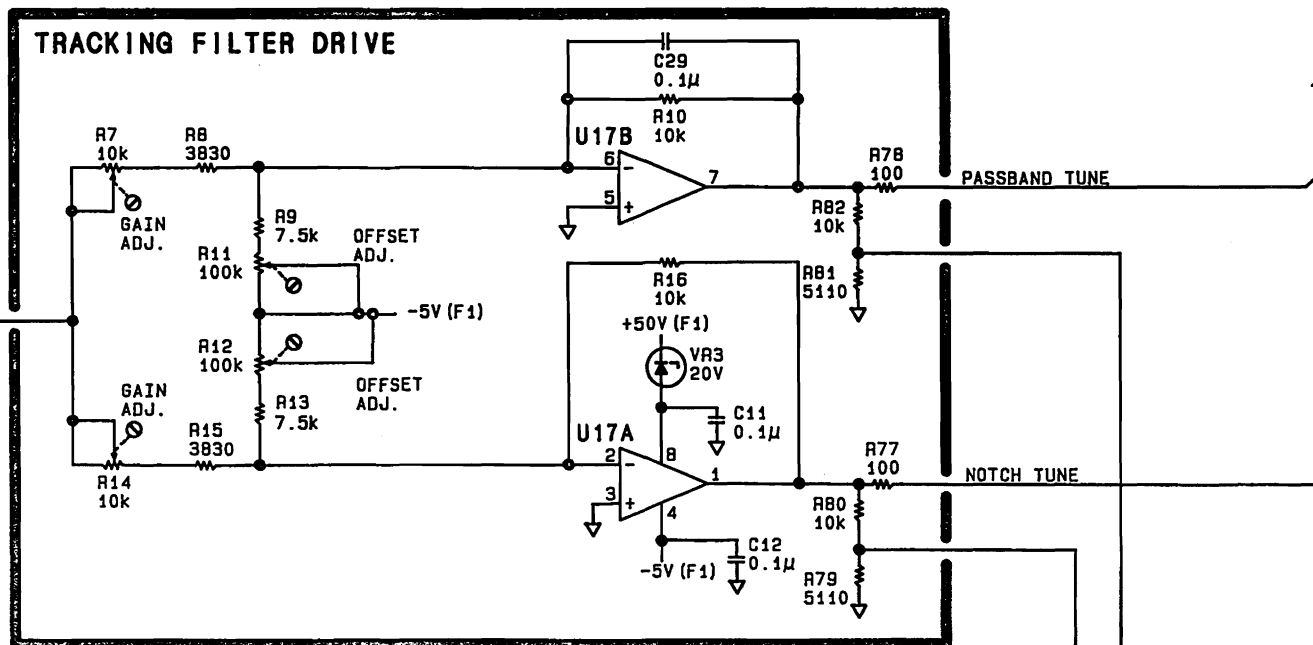 TRACKING FILTER DRIVE
C29
0.1µ
R10
10k
U17B
R7
10k
R8
3830
6
-
5
+
7
R78
100
PASSBAND TUNE
GAIN
ADJ.
R9
7.5k
R82
10k
R11
100k
OFFSET
ADJ.
R81
5110
R16
10k
-5V(F1)
+50V(F1)
R12
100k
VR3
20V
OFFSET
ADJ.
GAIN
ADJ.
R13
7.5k
C11
0.1µ
R15
3830
U17A
R14
10k
2
-
3
+
8
1
4
R77
100
NOTCH TUNE
R80
10k
C12
0.1µ
-5V(F1)
R79
5110